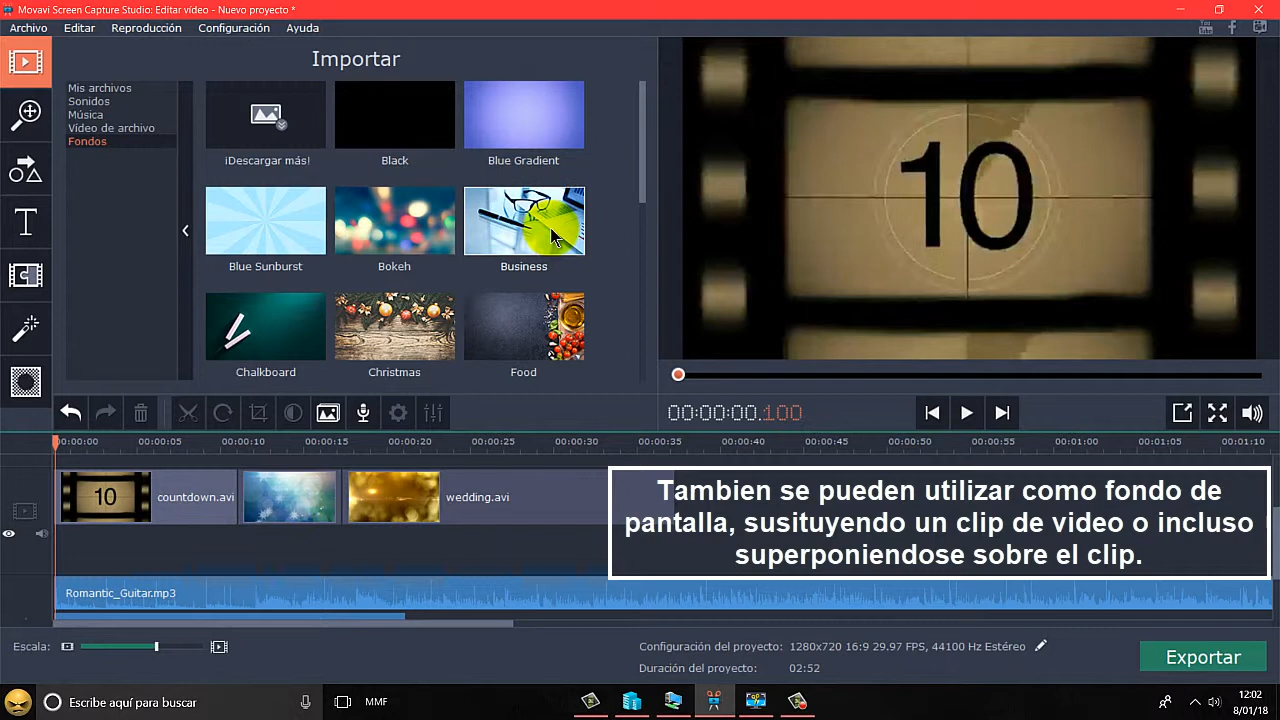 Movavi Screen Capture Studio: Editar vídeo - Nuevo proyecto *
Archivo Editar Reproducción Configuración Ayuda
Importar
Mis archivos
Sonidos
Música
Vídeo de archivo
Fondos
¡Descargar más! Black Blue Gradient
Blue Sunburst Bokeh Business
Chalkboard Christmas Food
10
00:00:00.100
00:00:00 00:00:05 00:00:10 00:00:15 00:00:20 00:00:25 00:00:30 00:00:35 00:00:40 00:00:45 00:00:50 00:00:55 00:01:00 00:01:05 00:01:10
10 countdown.avi wedding.avi
Tambien se pueden utilizar como fondo de
pantalla, susituyendo un clip de video o incluso
superponiendose sobre el clip.
Romantic_Guitar.mp3
Escala:
Configuración del proyecto: 1280x720 16:9 29.97 FPS, 44100 Hz Estéreo
Duración del proyecto: 02:52
Exportar
Escribe aquí para buscar MMF
12:02
8/01/18